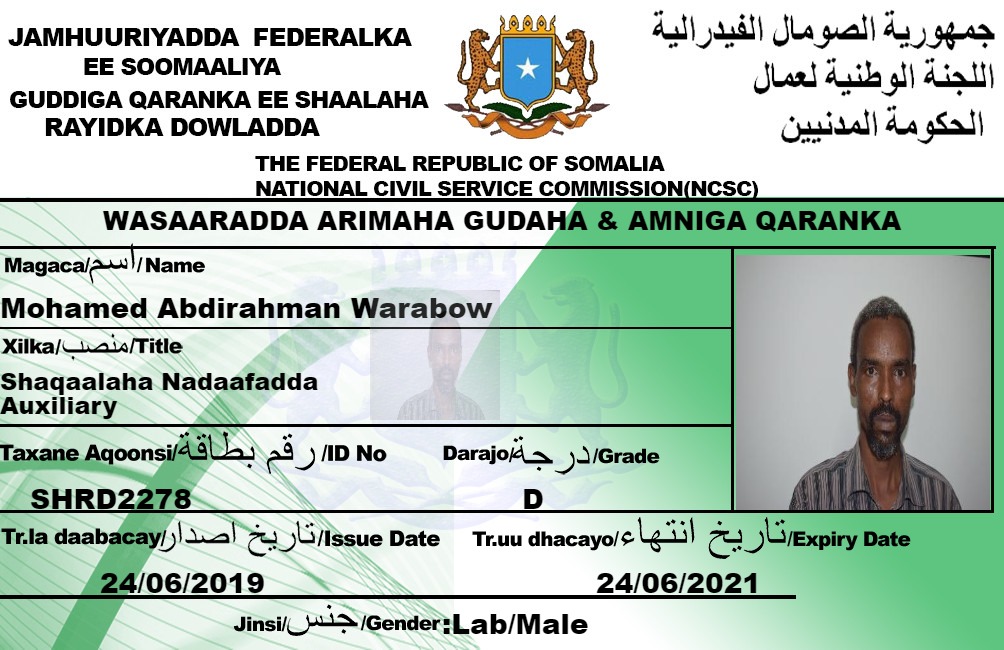 JAMHUURIYADDA FEDERALKA
EE SOOMAALIYA
GUDDIGA QARANKA EE SHAALAHA
RAYIDKA DOWLADDA
جمهورية الصومال الفيدرالية
اللجنة الوطنية لعمال
الحكومة المدنيين
THE FEDERAL REPUBLIC OF SOMALIA
NATIONAL CIVIL SERVICE COMMISSION(NCSC)
WASAARADDA ARIMAHA GUDAHA & AMNIGA QARANKA
Magaca/اسم/Name
Mohamed Abdirahman Warabow
Xilka/منصب/Title
Shaqaalaha Nadaafadda
Auxiliary
Taxane Aqoonsi/رقم بطاقة/ID No
SHRD2278
Darajo/درجة/Grade
D
Tr.la daabacay/تاريخ اصدار/Issue Date
24/06/2019
Tr.uu dhacayo/تاريخ انتهاء/Expiry Date
24/06/2021
Jinsi/جنس/Gender:Lab/Male